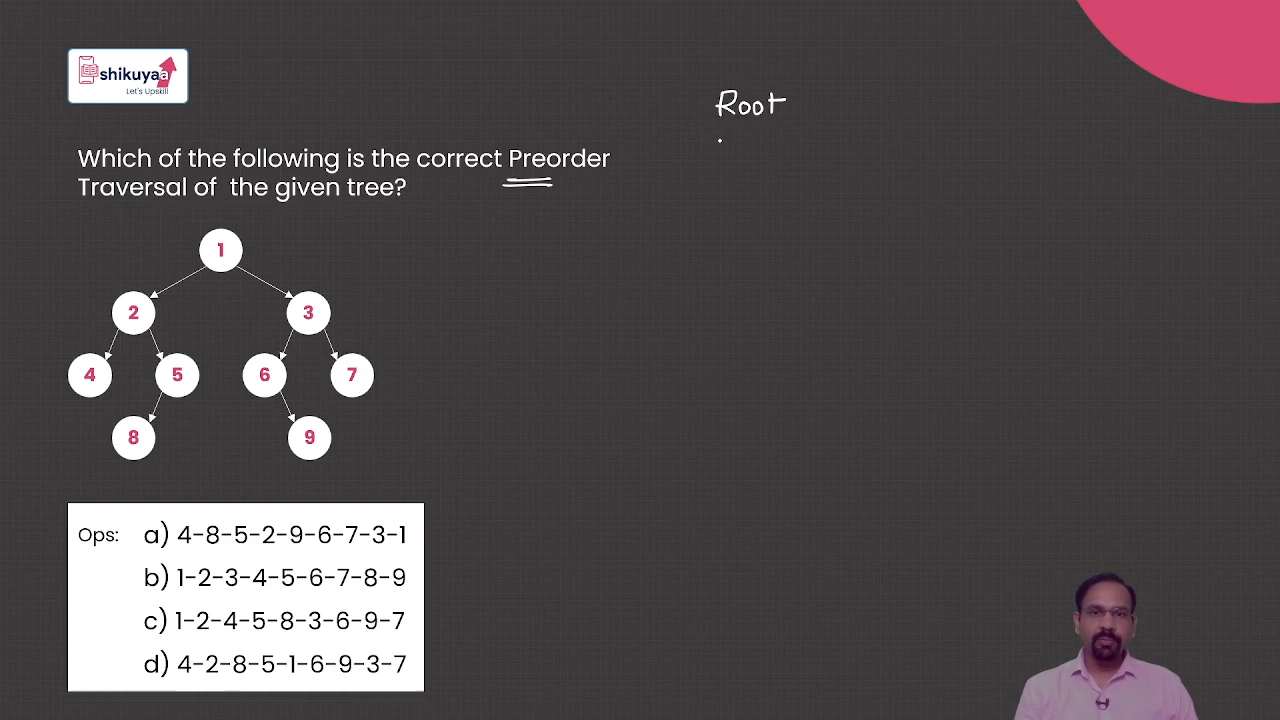 shikuyaa
Let's Upskill
Root
Which of the following is the correct Preorder
Traversal of the given tree?
1
2 3
4 5 6 7
8 9
Ops: a) 4-8-5-2-9-6-7-3-1
b) 1-2-3-4-5-6-7-8-9
c) 1-2-4-5-8-3-6-9-7
d) 4-2-8-5-1-6-9-3-7